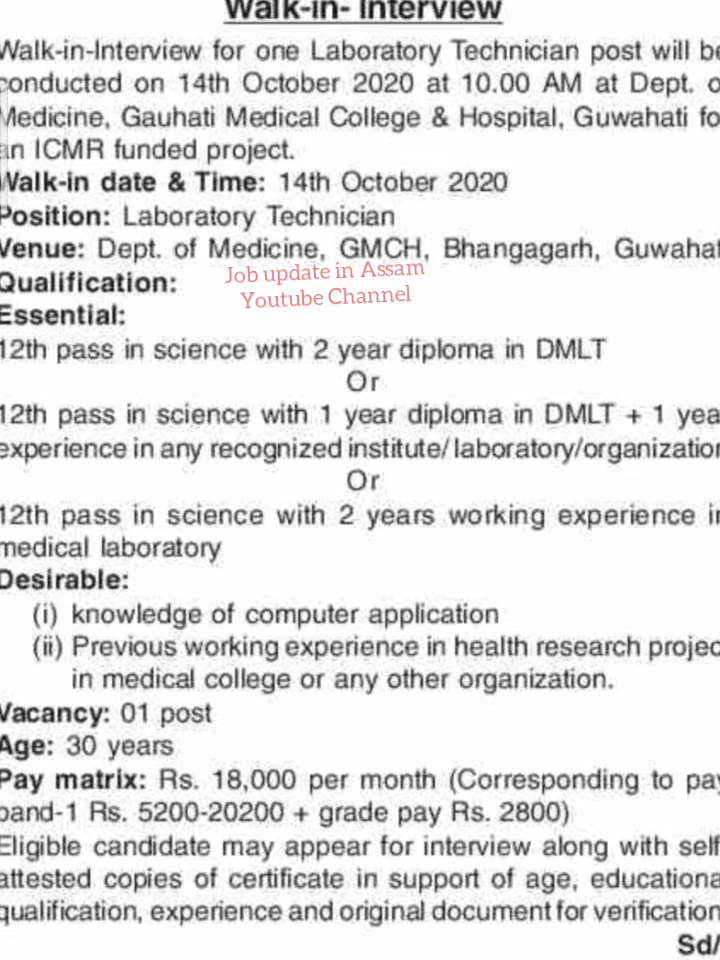 Walk-in- Interview
Walk-in-Interview for one Laboratory Technician post will be
conducted on 14th October 2020 at 10.00 AM at Dept. o
Medicine, Gauhati Medical College & Hospital, Guwahati fo
an ICMR funded project.
Walk-in date & Time: 14th October 2020
Position: Laboratory Technician
Venue: Dept. of Medicine, GMCH, Bhangagarh, Guwahat
Job update in Assam
Youtube Channel
Qualification:
Essential:
12th pass in science with 2 year diploma in DMLT
Or
12th pass in science with 1 year diploma in DMLT + 1 yea
experience in any recognized institute/ laboratory/organization
Or
12th pass in science with 2 years working experience in
medical laboratory
Desirable:
(i) knowledge of computer application
(ii) Previous working experience in health research projec
in medical college or any other organization.
Vacancy: 01 post
Age: 30 years
Pay matrix: Rs. 18,000 per month (Corresponding to pay
band-1 Rs. 5200-20200 + grade pay Rs. 2800)
Eligible candidate may appear for interview along with self
attested copies of certificate in support of age, educationa
qualification, experience and original document for verification
Sd/